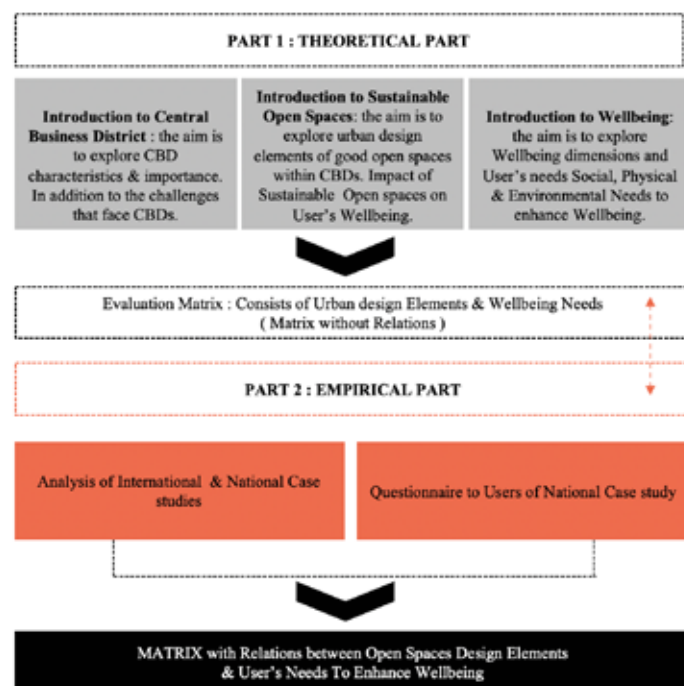 PART 1 : THEORETICAL PART
Introduction to Central
Business District : the aim is
to explore CBD
characteristics & importance.
In addition to the challenges
that face CBDs.
Introduction to Sustainable
Open Spaces: the aim is to
explore urban design
elements of good open spaces
within CBDs. Impact of
Sustainable Open spaces on
User's Wellbeing.
Introduction to Wellbeing:
the aim is to explore
Wellbeing dimensions and
User's needs Social, Physical
& Environmental Needs to
enhance Wellbeing.
Evaluation Matrix : Consists of Urban design Elements & Wellbeing Needs
( Matrix without Relations )
PART 2 : EMPIRICAL PART
Analysis of International & National Case
studies
Questionnaire to Users of National Case study
MATRIX with Relations between Open Spaces Design Elements
& User's Needs To Enhance Wellbeing